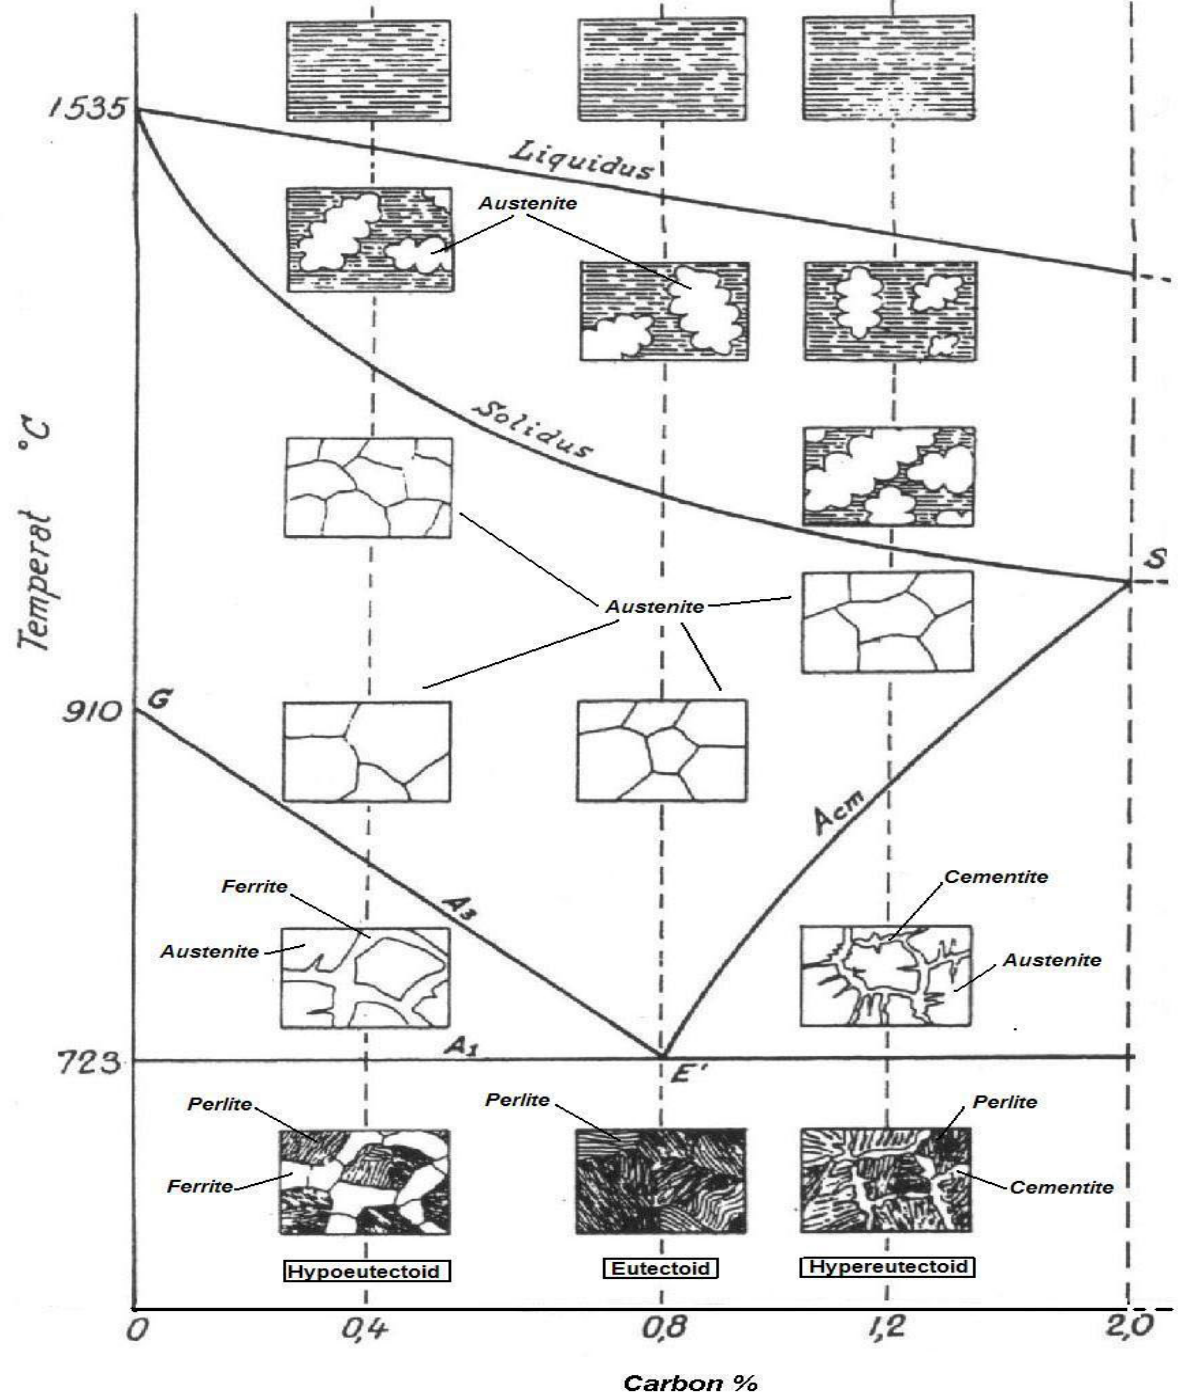 1535
Liquidus
Austenite
Solidus
Temperat °C
S
Austenite
G
910
Acm
Ferrite
Cementite
A3
Austenite
Austenite
A1
723
E'
Perlite
Perlite
Perlite
Ferrite
Cementite
Hypoeutectoid
Eutectoid
Hypereutectoid
0 0,4 0,8 1,2 2,0
Carbon %